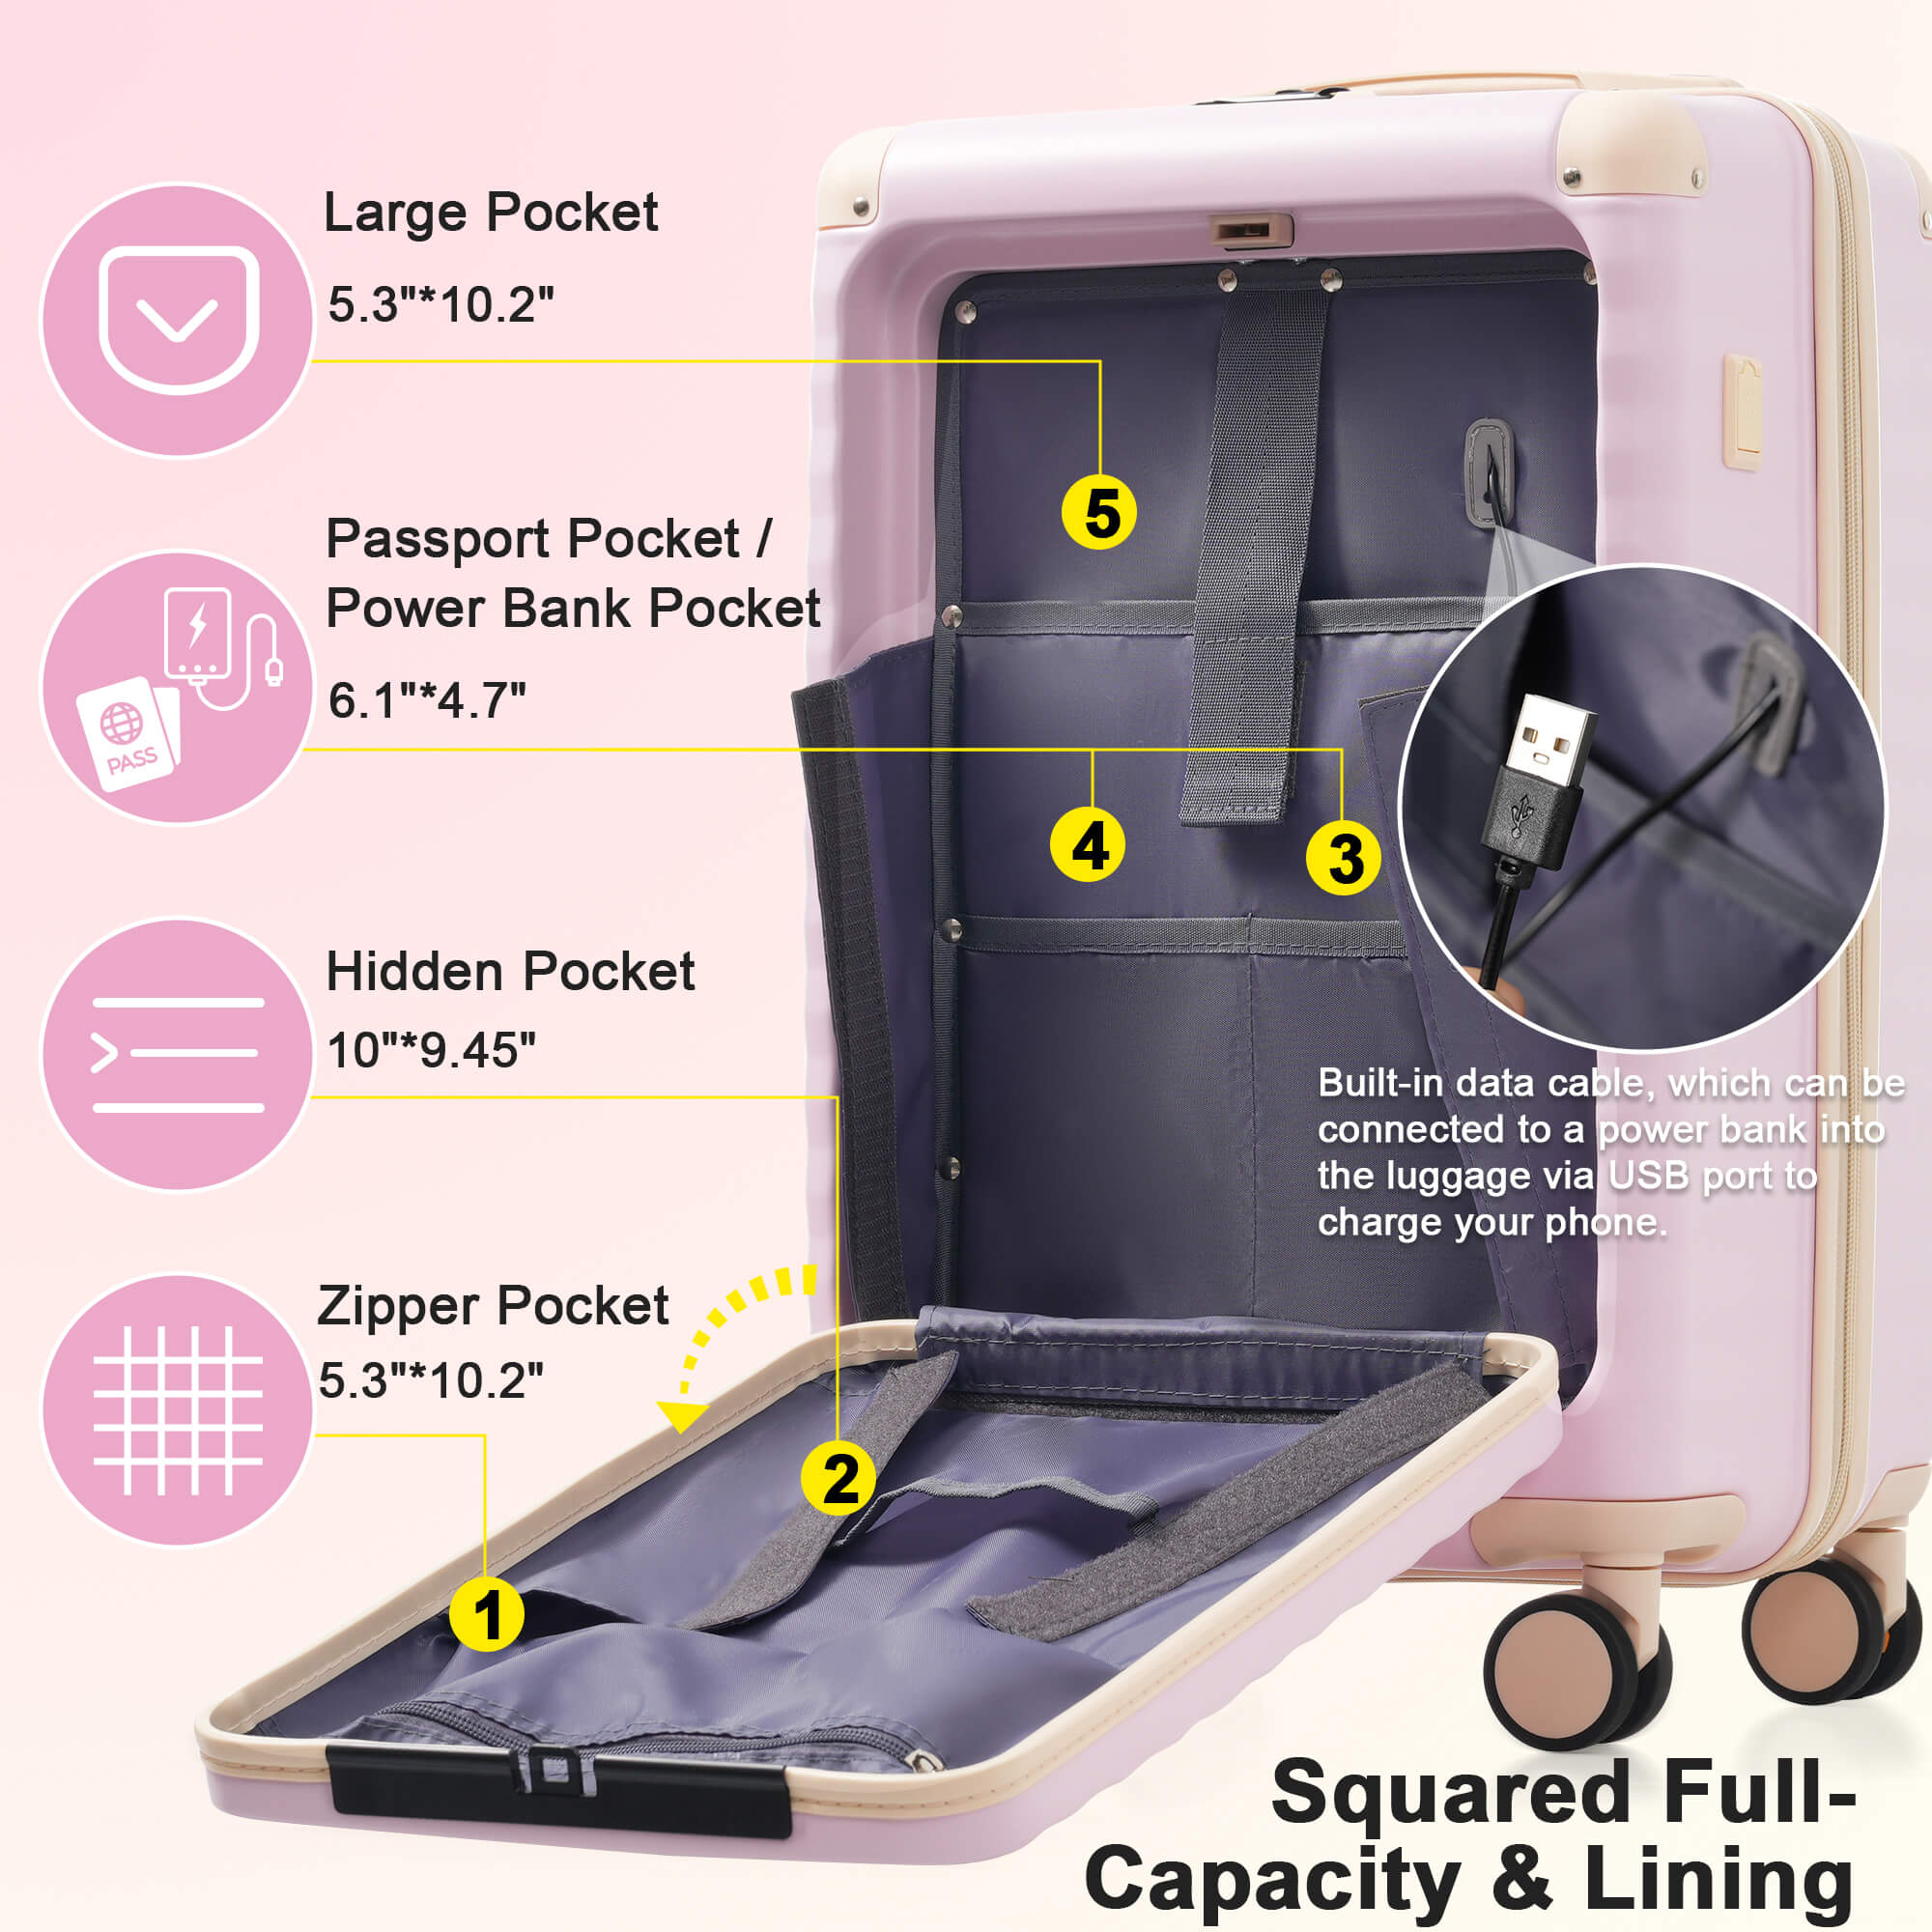 Large Pocket
5.3"*10.2"
5
Passport Pocket /
Power Bank Pocket
6.1"*4.7"
PASS
4
3
Hidden Pocket
10"*9.45"
Built-in data cable, which can be
connected to a power bank into
the luggage via USB port to
charge your phone.
Zipper Pocket
5.3"*10.2"
2
1
Squared Full-
Capacity & Lining